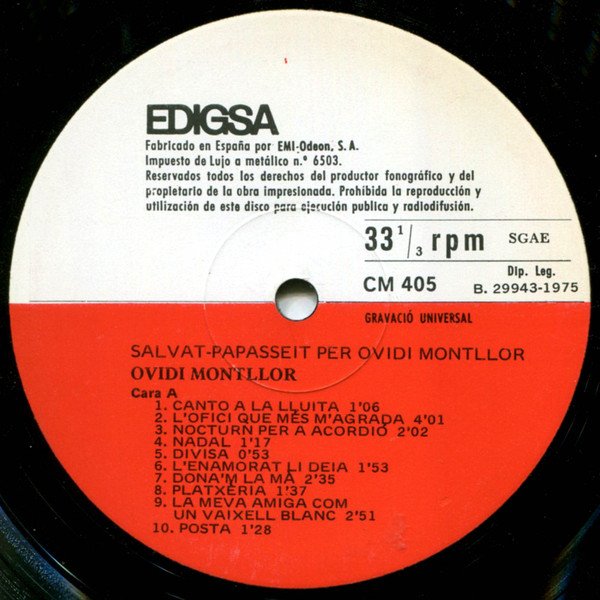 EDIGSA
Fabricado en España por EMI-Odeon, S. A.
Impuesto de Lujo a metálico n.º 6503.
Reservados todos los derechos del productor fonográfico y del
propietario de la obra impresionada. Prohibida la reproducción y
utilización de este disco para ejecución publica y radiodifusión.
33 1/3 rpm SGAE
CM 405 Dip. Leg.
B. 29943-1975
GRAVACIÓ UNIVERSAL
SALVAT-PAPASSEIT PER OVIDI MONTLLOR
OVIDI MONTLLOR
Cara A
1. CANTO A LA LLUITA 1'06
2. L'OFICI QUE MÉS M'AGRADA 4'01
3. NOCTURN PER A ACORDIÓ 2'02
4. NADAL 1'17
5. DIVISA 0'53
6. L'ENAMORAT LI DEIA 1'53
7. DONA'M LA MÀ 2'35
8. PLATXÈRIA 1'37
9. LA MEVA AMIGA COM
UN VAIXELL BLANC 2'51
10. POSTA 1'28